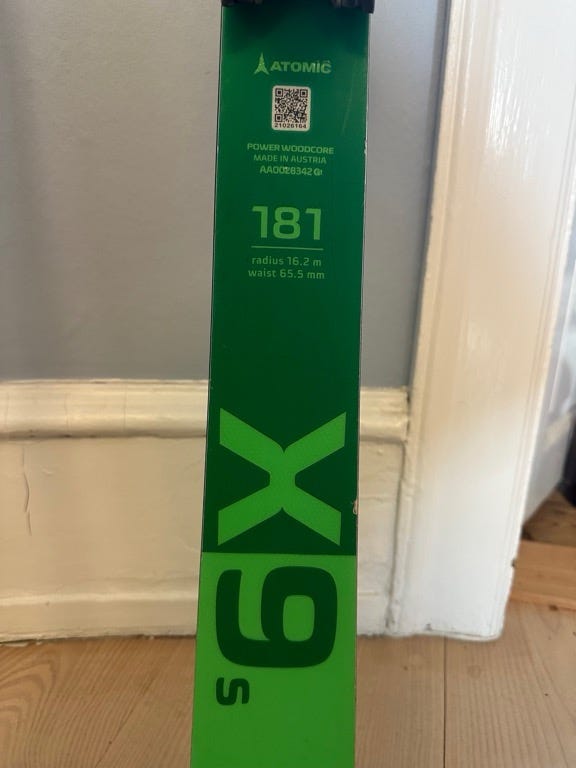 ATOMIC
21026164
POWER WOODCORE
MADE IN AUSTRIA
181
radius 16.2 m
waist 65.5 mm
X9
S